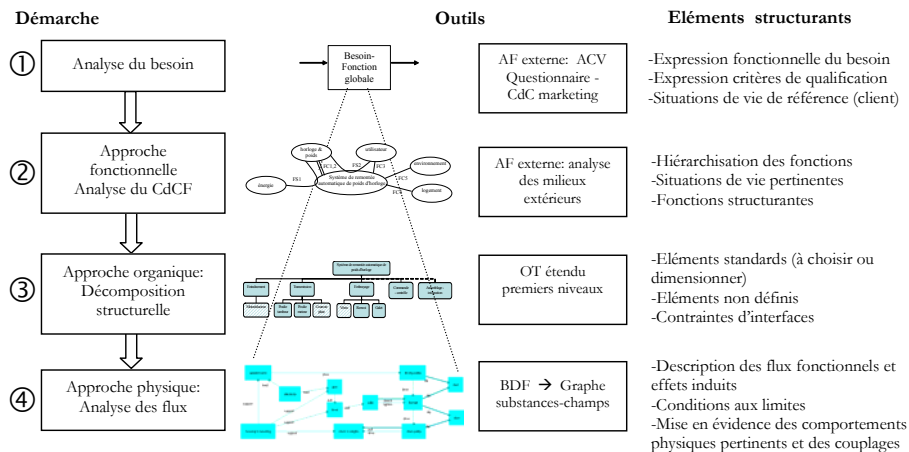 Démarche
Outils
Eléments structurants
①
Analyse du besoin
Besoin-
Fonction
globale
AF externe: ACV
Questionnaire -
CdC marketing
-Expression fonctionnelle du besoin
-Expression critères de qualification
-Situations de vie de référence (client)
②
Approche
fonctionnelle
Analyse du CdCF
horloge &
poids
utilisateur
environnement
énergie
logement
FS1
FC1,2
FS2
FC3
FC5
Système de remontée
automatique de poids d'horloge
AF externe: analyse
des milieux
extérieurs
-Hiérarchisation des fonctions
-Situations de vie pertinentes
-Fonctions structurantes
③
Approche organique:
Décomposition
structurelle
Système de remontée automatique de
poids d'horloge
OT étendu
premiers niveaux
-Eléments standards (à choisir ou
dimensionner)
-Eléments non définis
-Contraintes d'interfaces
④
Approche physique:
Analyse des flux
BDF → Graphe
substances-champs
-Description des flux fonctionnels et
effets induits
-Conditions aux limites
-Mise en évidence des comportements
physiques pertinents et des couplages